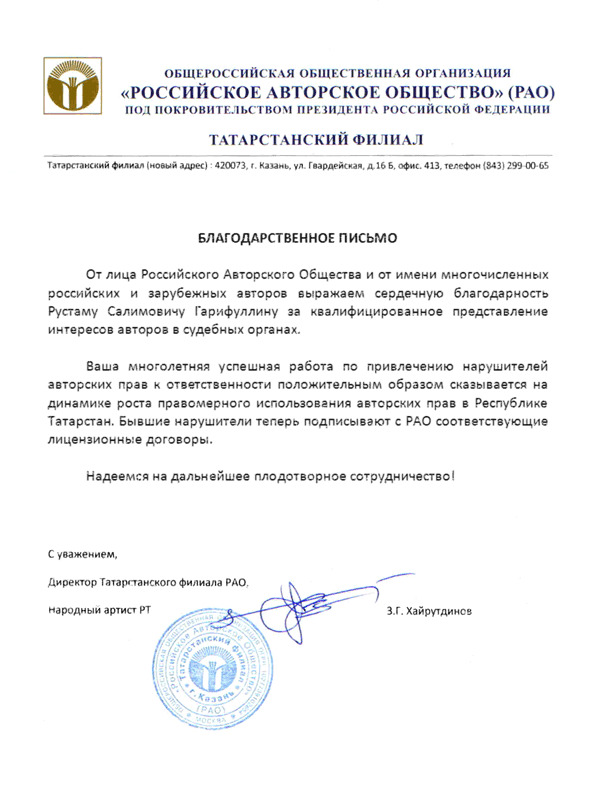 ОБЩЕРОССИЙСКАЯ ОБЩЕСТВЕННАЯ ОРГАНИЗАЦИЯ
«РОССИЙСКОЕ АВТОРСКОЕ ОБЩЕСТВО» (РАО)
ПОД ПОКРОВИТЕЛЬСТВОМ ПРЕЗИДЕНТА РОССИЙСКОЙ ФЕДЕРАЦИИ
ТАТАРСТАНСКИЙ ФИЛИАЛ
Татарстанский филиал (новый адрес) : 420073, г. Казань, ул. Гвардейская, д.16 Б, офис. 413, телефон (843) 299-00-65
БЛАГОДАРСТВЕННОЕ ПИСЬМО
От лица Российского Авторского Общества и от имени многочисленных
российских и зарубежных авторов выражаем сердечную благодарность
Рустаму Салимовичу Гарифуллину за квалифицированное представление
интересов авторов в судебных органах.
Ваша многолетняя успешная работа по привлечению нарушителей
авторских прав к ответственности положительным образом сказывается на
динамике роста правомерного использования авторских прав в Республике
Татарстан. Бывшие нарушители теперь подписывают с РАО соответствующие
лицензионные договоры.
Надеемся на дальнейшее плодотворное сотрудничество!
С уважением,
Директор Татарстанского филиала РАО,
Народный артист РТ З.Г. Хайрутдинов
"Российское Авторское Общество"
Татарстанский филиал
г. Казань
(РАО)
МОСКВА